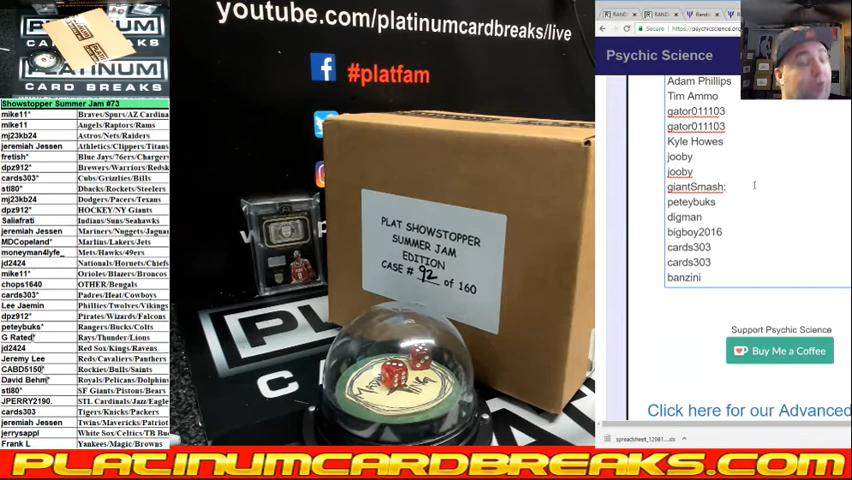 youtube.com/platinumcardbreaks/live
#platfam
PLATINUM
CARD BREAKS
Showstopper Summer Jam #73
mike11* Braves/Spurs/AZ Cardina
mike11 Angels/Raptors/Rams
mj23kb24 Astros/Nets/Raiders
jeremiah Jessen Athletics/Clippers/Titans
fretish* Blue Jays/76ers/Charger
dpz912* Brewers/Warriors/Redsk
cards303* Cubs/Grizzlies/Bills
stl80* Dbacks/Rockets/Steelers
mj23kb24 Dodgers/Pacers/Texans
dpz912* HOCKEY/NY Giants
Saliafrati Indians/Suns/Seahawks
jeremiah Jessen Mariners/Nuggets/Jagua
MDCopeland* Marlins/Lakers/Jets
moneyman4lyfe_ Mets/Hawks/49ers
jd2424 Nationals/Hornets/Chiefs
mike11* Orioles/Blazers/Broncos
chops1640 OTHER/Bengals
cards303* Padres/Heat/Cowboys
Lee Jaemin Phillies/Twolves/Vikings
dpz912* Pirates/Wizards/Falcons
peteybuks* Rangers/Bucks/Colts
G Rated* Rays/Thunder/Lions
jd2424 Red Sox/Kings/Ravens
Jeremy Lee Reds/Cavaliers/Panthers
CABD5150* Rockies/Bulls/Saints
David Behm* Royals/Pelicans/Dolphins
stl80* SF Giants/Pistons/Bears
JPERRY2190. STL Cardinals/Jazz/Eagle
cards303 Tigers/Knicks/Packers
jeremiah Jessen Twins/Mavericks/Patriot
jerrysappl White Sox/Celtics/TB Bu
Frank L Yankees/Magic/Browns
PLAT SHOWSTOPPER
SUMMER JAM
EDITION
CASE # 92 of 160
Secure
https://psychicscience.org
Psychic Science
Adam Phillips
Tim Ammo
gator011103
gator011103
Kyle Howes
jooby
jooby
giantSmash:
peteybuks
digman
bigboy2016
cards303
cards303
banzini
Support Psychic Science
Buy Me a Coffee
Click here for our Advanced
spreadsheet_12081....xls
PLATINUMCARDBREAKS.COM